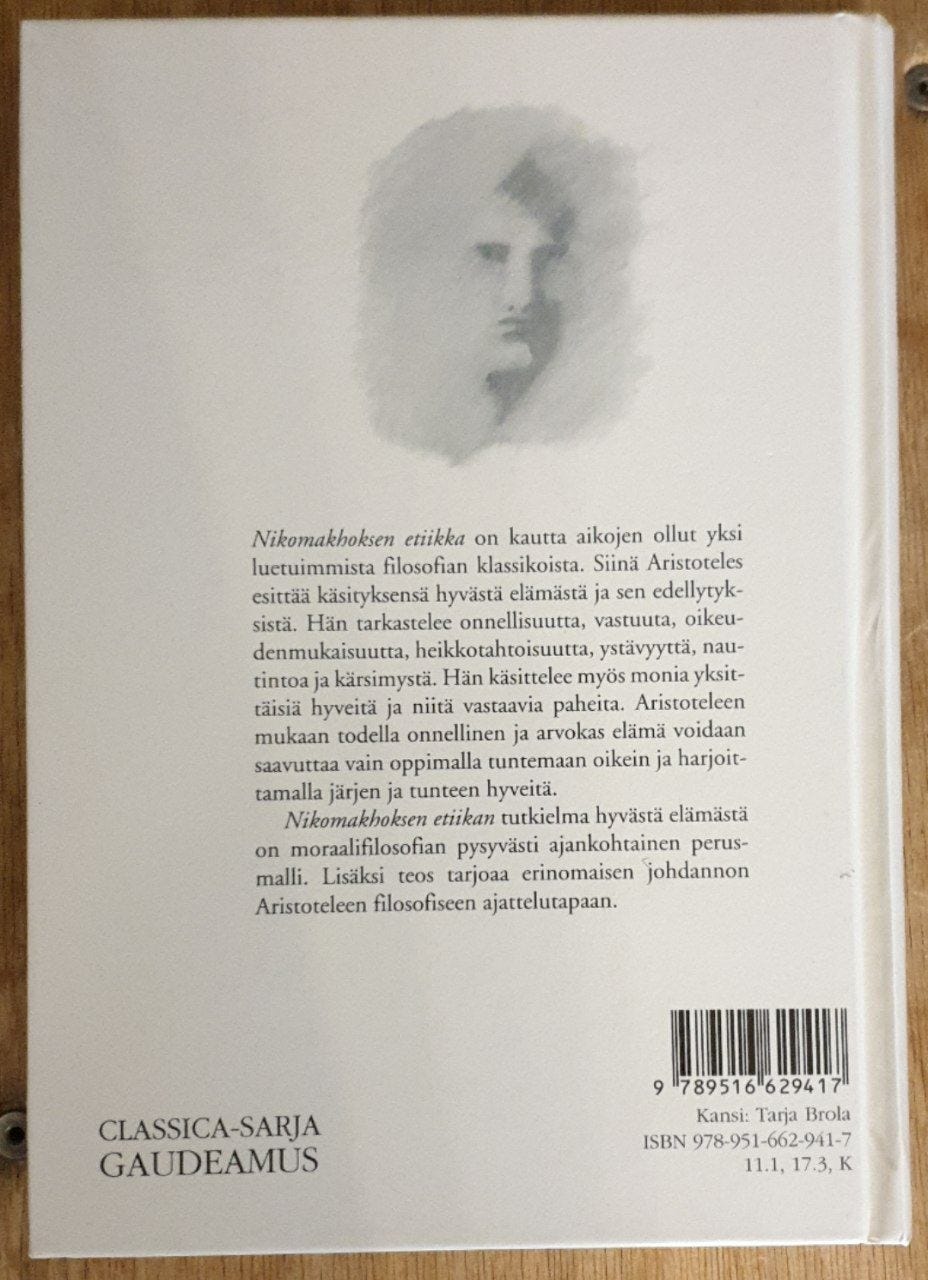 Nikomakhoksen etiikka on kautta aikojen ollut yksi
luetuimmista filosofian klassikoista. Siinä Aristoteles
esittää käsityksensä hyvästä elämästä ja sen edellytyk-
sistä. Hän tarkastelee onnellisuutta, vastuuta, oikeu-
denmukaisuutta, heikkotahtoisuutta, ystävyyttä, nau-
tintoa ja kärsimystä. Hän käsittelee myös monia yksit-
täisiä hyveitä ja niitä vastaavia paheita. Aristoteleen
mukaan todella onnellinen ja arvokas elämä voidaan
saavuttaa vain oppimalla tuntemaan oikein ja harjoit-
tamalla järjen ja tunteen hyveitä.
Nikomakhoksen etiikan tutkielma hyvästä elämästä
on moraalifilosofian pysyvästi ajankohtainen perus-
malli. Lisäksi teos tarjoaa erinomaisen johdannon
Aristoteleen filosofiseen ajattelutapaan.
9 789516 629417
Kansi: Tarja Brola
ISBN 978-951-662-941-7
11.1, 17.3, K
CLASSICA-SARJA
GAUDEAMUS